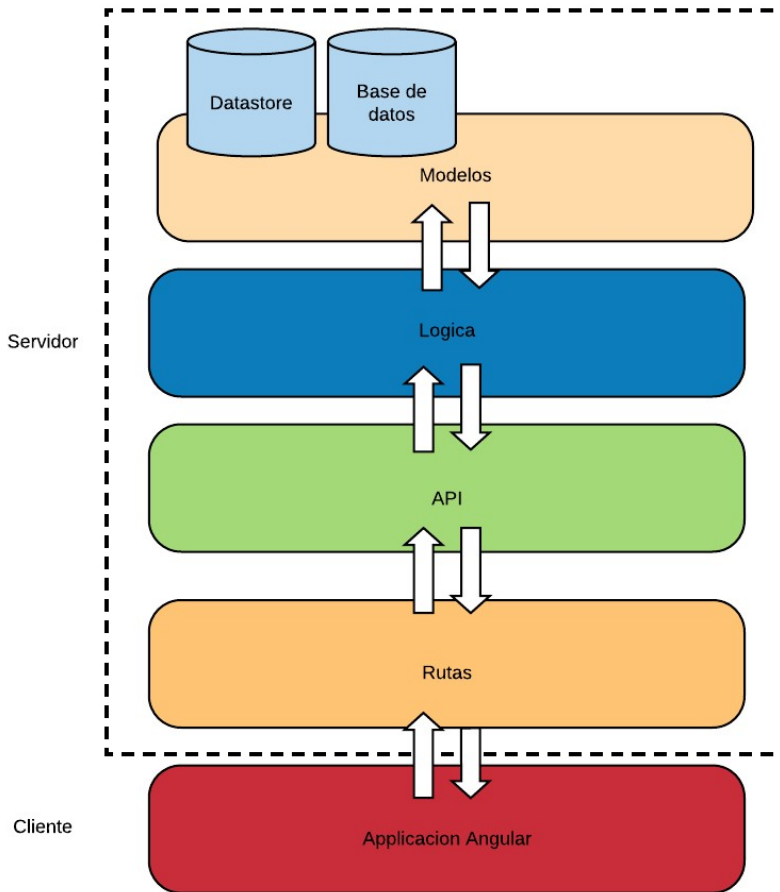 Datastore
Base de
datos
Modelos
Servidor
Logica
API
Rutas
Cliente
Applicacion Angular